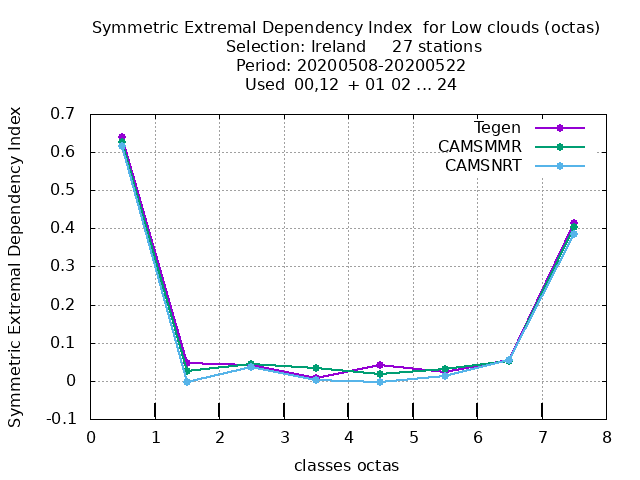 Symmetric Extremal Dependency Index  for Low clouds (octas)
Selection: Ireland     27 stations
Period: 20200508-20200522
Used  00,12  + 01 02 ... 24
Symmetric Extremal Dependency Index
0.7
0.6
0.5
0.4
0.3
0.2
0.1
0
-0.1
Tegen
CAMSMMR
CAMSNRT
0 1 2 3 4 5 6 7 8
classes octas